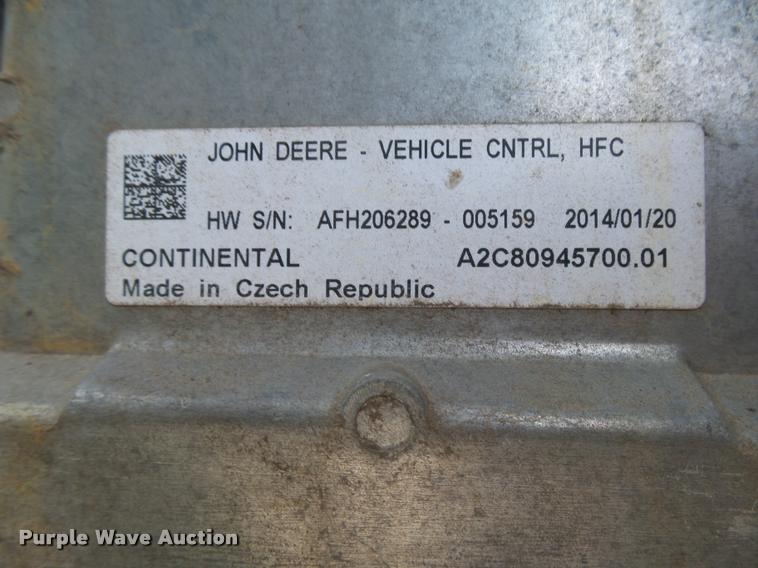 JOHN DEERE - VEHICLE CNTRL, HFC
HW S/N: AFH206289 - 005159 2014/01/20
CONTINENTAL A2C80945700.01
Made in Czech Republic
Purple Wave Auction